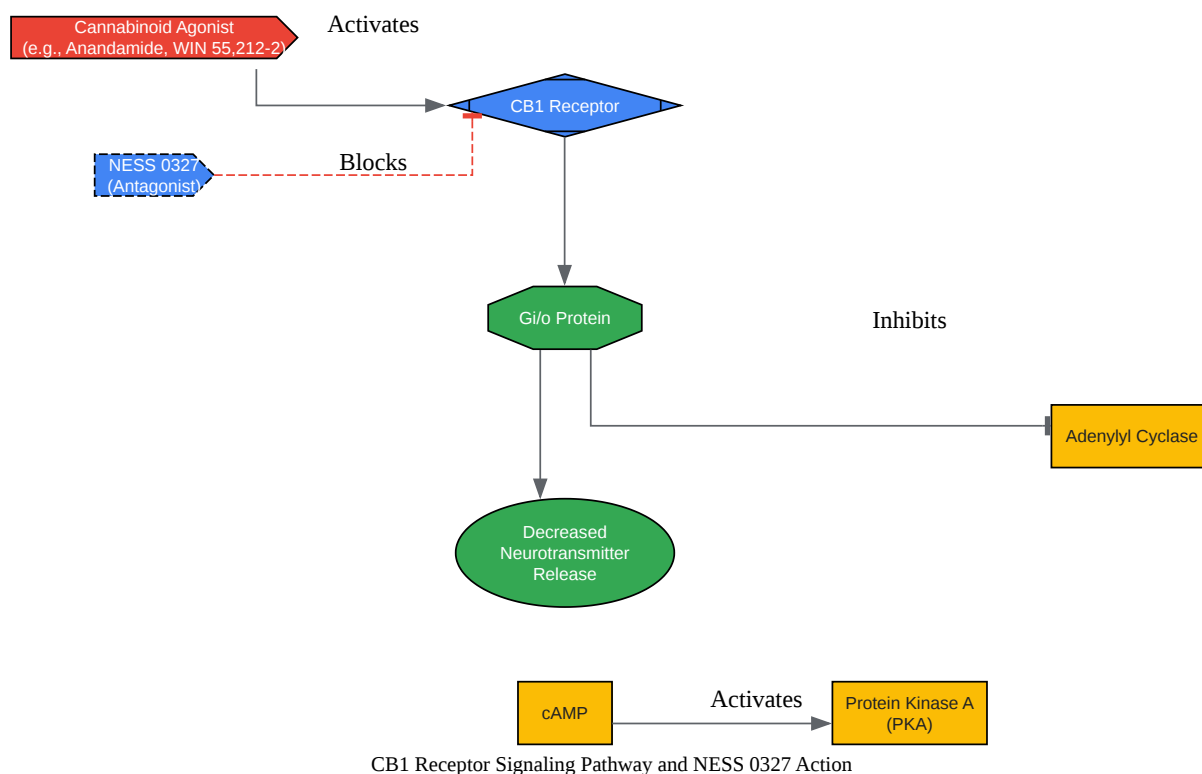 Cannabinoid Agonist
(e.g., Anandamide, WIN 55,212-2)
Activates
CB1 Receptor
NESS 0327
(Antagonist)
Blocks
Gi/o Protein
Inhibits
Adenylyl Cyclase
Decreased
Neurotransmitter
Release
cAMP
Activates
Protein Kinase A
(PKA)
CB1 Receptor Signaling Pathway and NESS 0327 Action